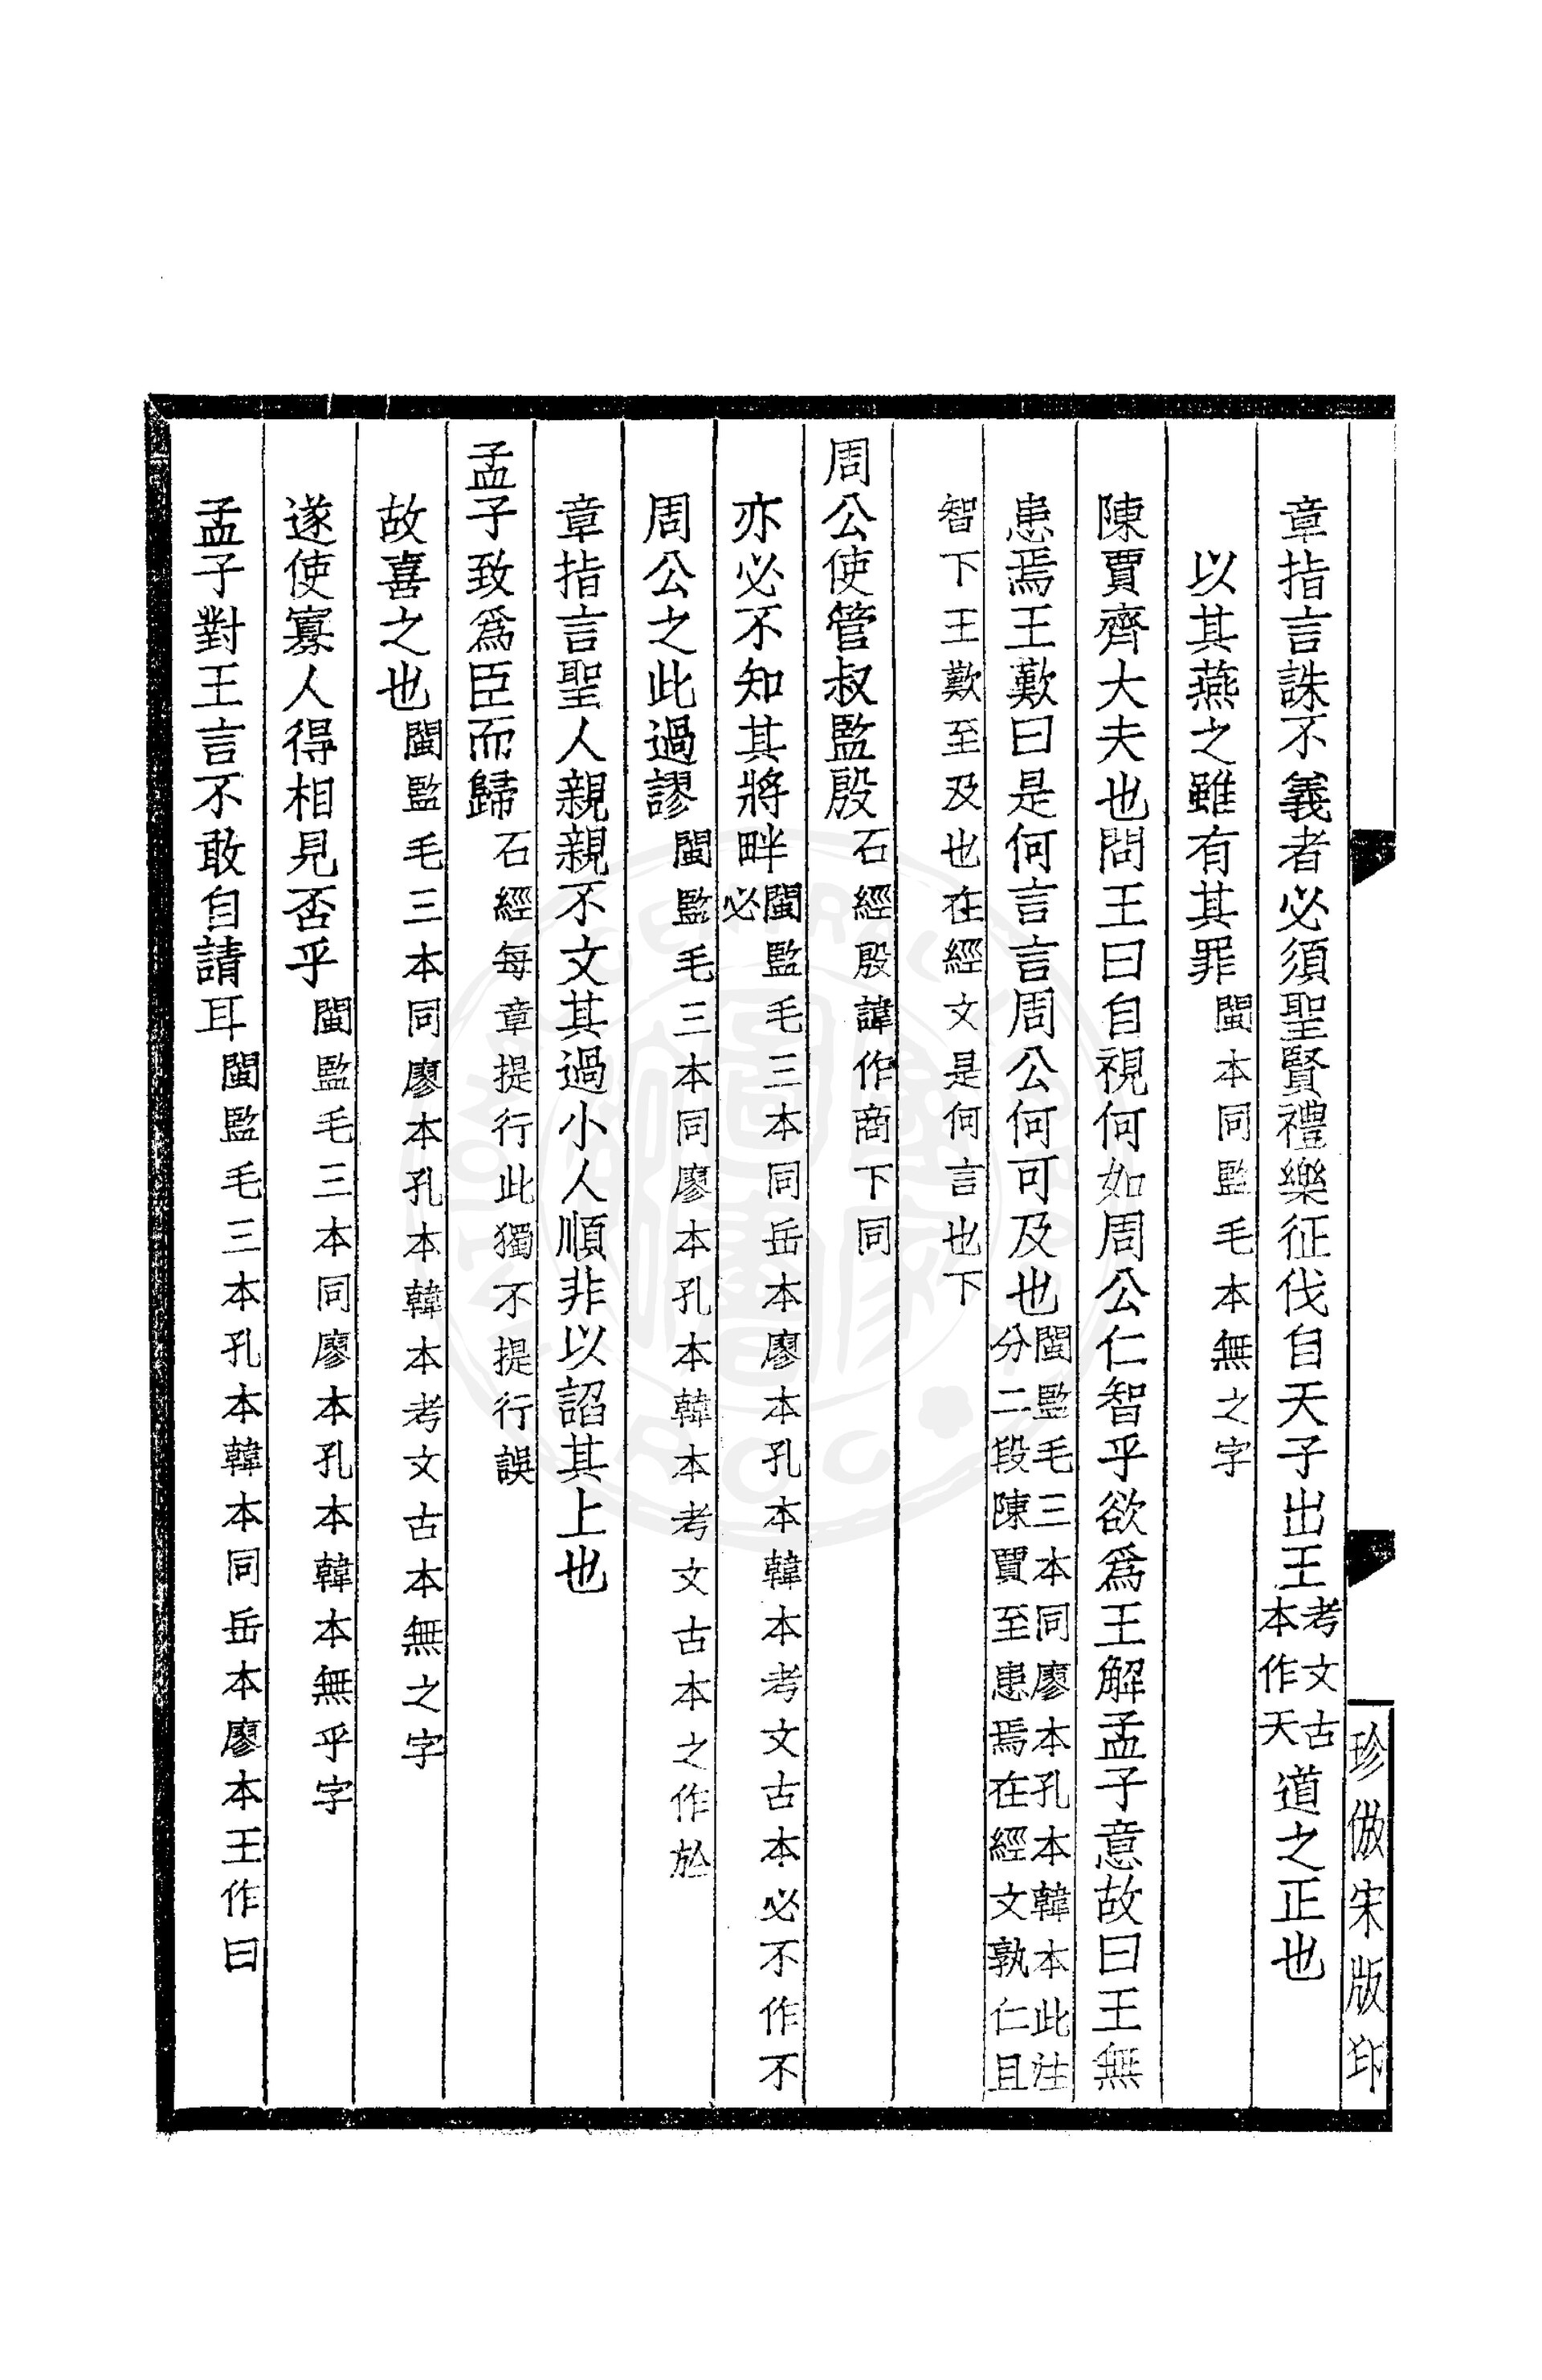 珍倣宋版印
章指言誅不義者必須聖賢禮樂征伐自天子出王考文古本作天道之正也
以其燕之雖有其罪閩本同監毛本無之字
陳賈齊大夫也問王曰自視何如周公仁智乎欲爲王解孟子意故曰王無
患焉王歎曰是何言言周公何可及也閩監毛三本同廖本孔本韓本此注分二段陳賈至患焉在經文孰仁且
智下王歎至及也在經文是何言也下
周公使管叔監殷石經殷諱作商下同
亦必不知其將畔閩監毛三本同岳本廖本孔本韓本考文古本必不作不必
周公之此過謬閩監毛三本同廖本孔本韓本考文古本之作於
章指言聖人親親不文其過小人順非以諂其上也
孟子致爲臣而歸石經每章提行此獨不提行誤
故喜之也閩監毛三本同廖本孔本韓本考文古本無之字
遂使寡人得相見否乎閩監毛三本同廖本孔本韓本無乎字
孟子對王言不敢自請耳閩監毛三本孔本韓本同岳本廖本王作曰